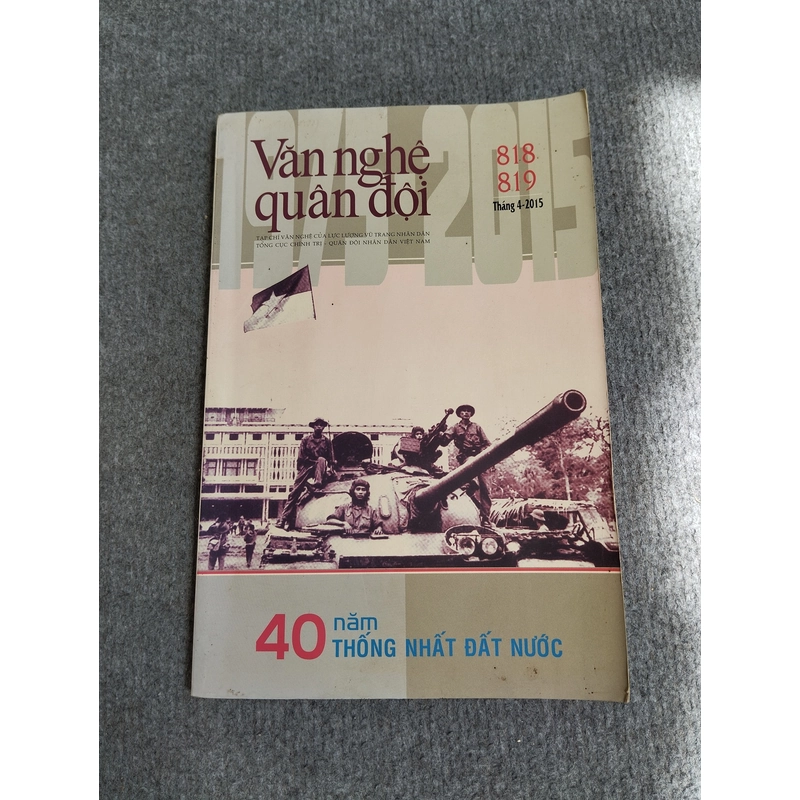 1975-2015
Văn nghệ
quân đội
818
819
Tháng 4-2015
TẠP CHÍ VĂN NGHỆ CỦA LỰC LƯỢNG VŨ TRANG NHÂN DÂN
TỔNG CỤC CHÍNH TRỊ - QUÂN ĐỘI NHÂN DÂN VIỆT NAM
40 năm
THỐNG NHẤT ĐẤT NƯỚC